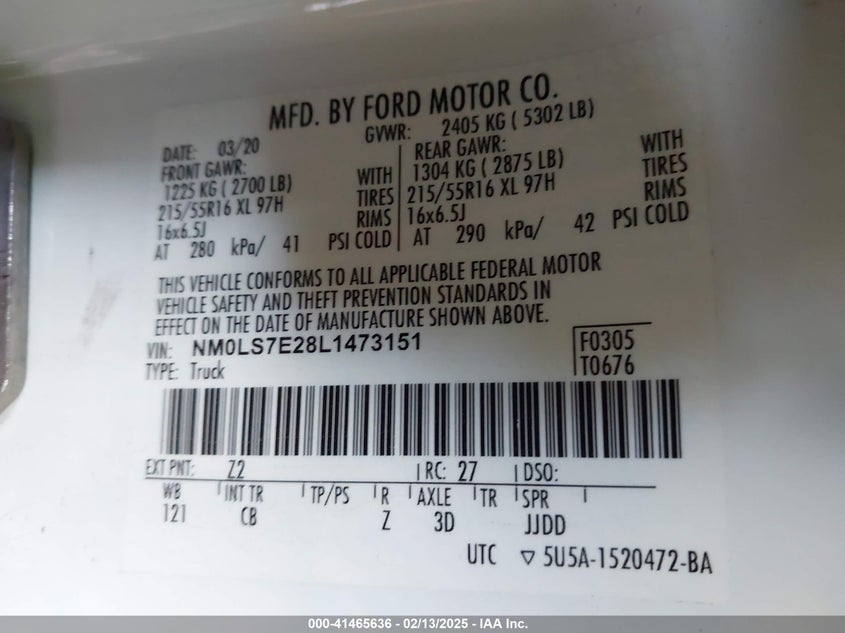 MFD. BY FORD MOTOR CO.
DATE: 03/20 GVWR: 2405 KG ( 5302 LB)
FRONT GAWR: WITH
1225 KG ( 2700 LB) TIRES
215/55R16 XL 97H RIMS
16x6.5J
AT 280 kPa/ 41 PSI COLD
REAR GAWR: WITH
1304 KG ( 2875 LB) TIRES
215/55R16 XL 97H RIMS
16x6.5J
AT 290 kPa/ 42 PSI COLD
THIS VEHICLE CONFORMS TO ALL APPLICABLE FEDERAL MOTOR
VEHICLE SAFETY AND THEFT PREVENTION STANDARDS IN
EFFECT ON THE DATE OF MANUFACTURE SHOWN ABOVE.
VIN: NM0LS7E28L1473151 F0305
TYPE: Truck T0676
EXT PNT: Z2 RC: 27 DSO:
WB INT TR TP/PS R AXLE TR SPR
121 CB Z 3D JJDD
UTC ▽ 5U5A-1520472-BA
000-41465636 - 02/13/2025 - IAA Inc.